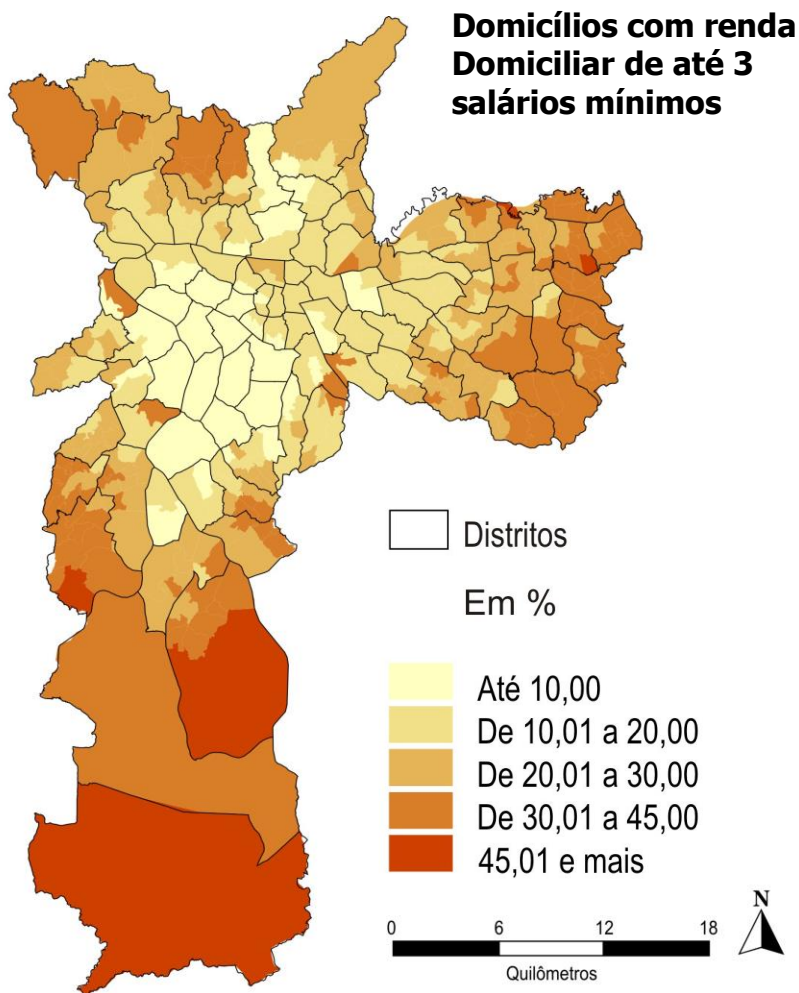 Domicílios com renda
Domiciliar de até 3
salários mínimos
Distritos
Em %
Até 10,00
De 10,01 a 20,00
De 20,01 a 30,00
De 30,01 a 45,00
45,01 e mais
N
0 6 12 18
Quilômetros